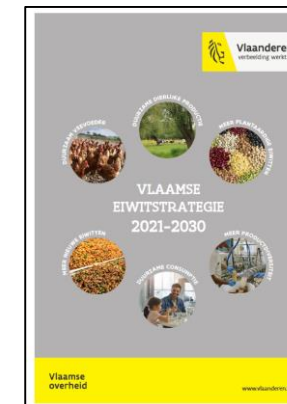 Vlaanderen
verbeelding werkt
DUURZAME DIERLIJKE PRODUCTIE
DUURZAAM VEEVOEDER
MEER PLANTAARDIGE EIWITTEN
VLAAMSE
EIWITSTRATEGIE
2021-2030
MEER NIEUWE EIWITTEN
MEER PRODUCTDIVERSITEIT
DUURZAME CONSUMPTIE
Vlaamse
overheid
www.vlaanderen.